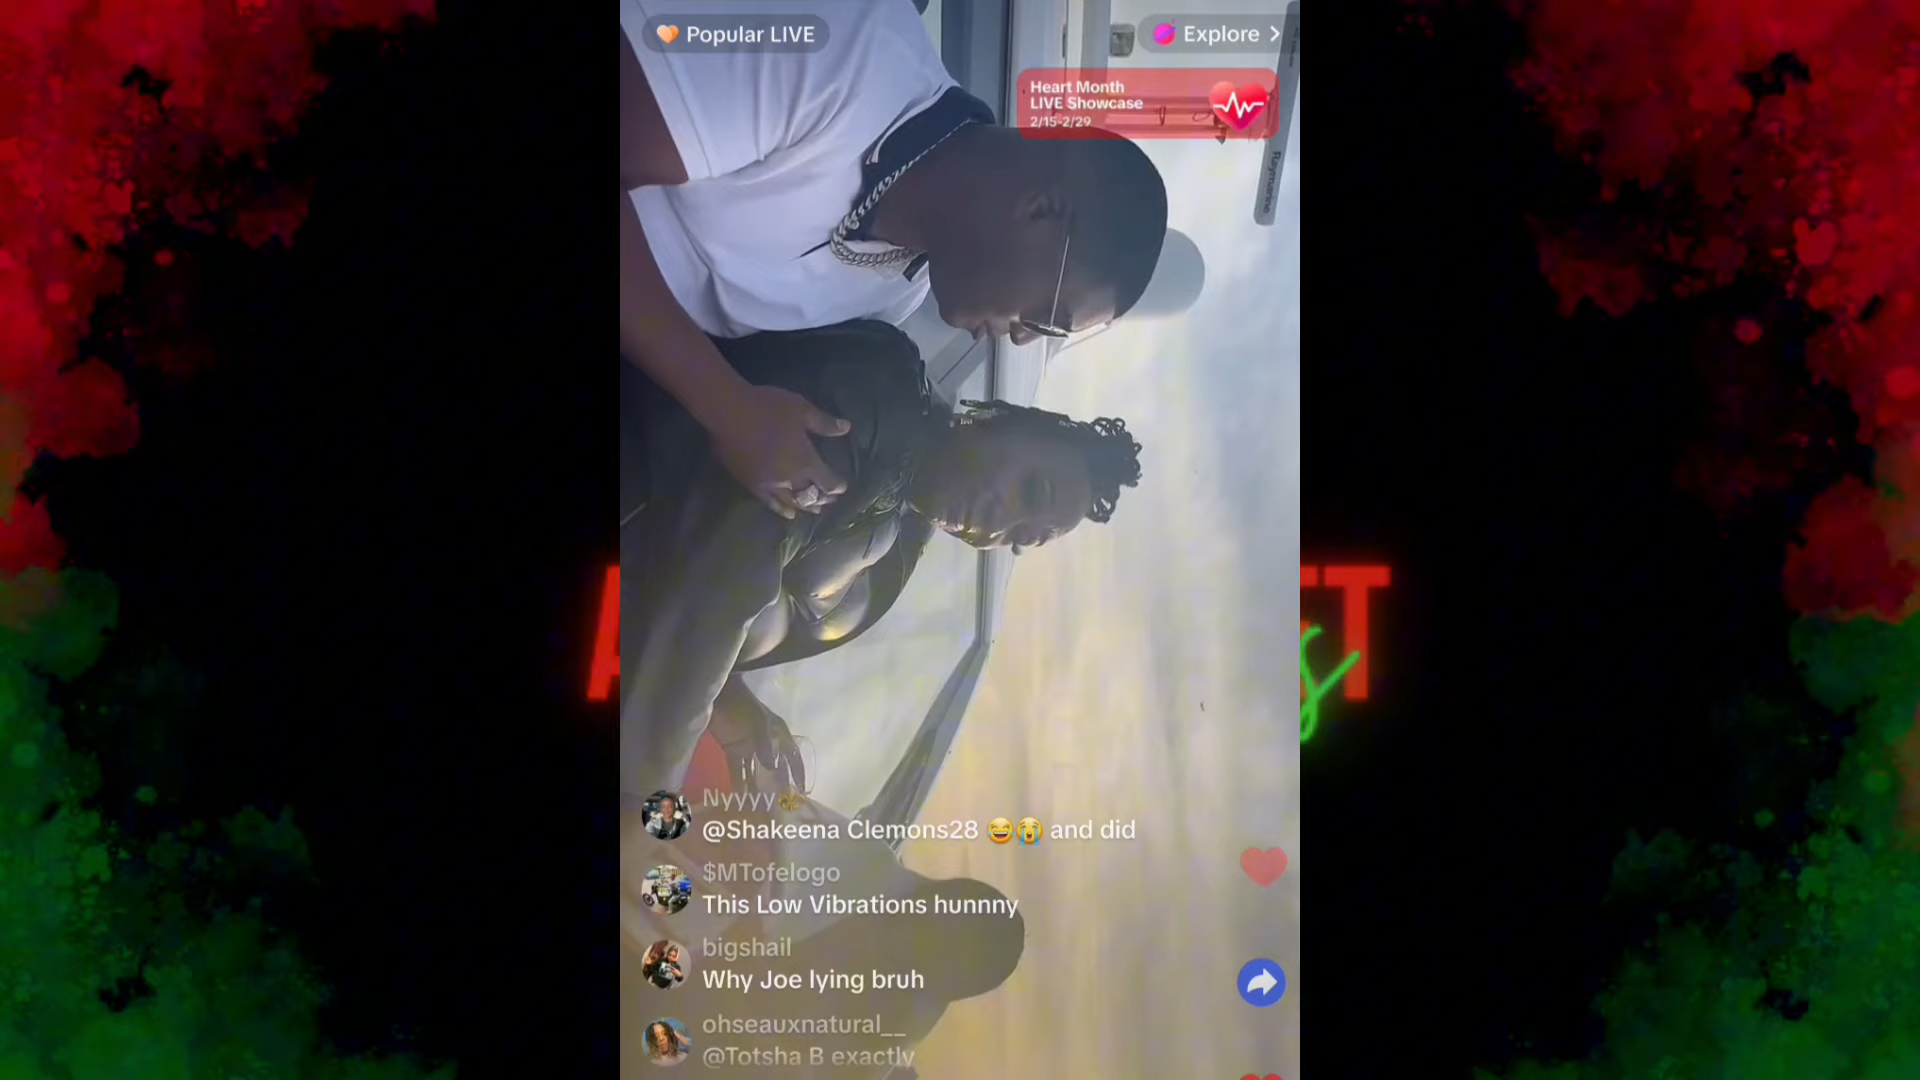 Popular LIVE
Explore
Heart Month
LIVE Showcase
2/15-2/29
Raymarine
Nyyyy
@Shakeena Clemons28 😂😭 and did
$MTofelogo
This Low Vibrations hunnny
bigshail
Why Joe lying bruh
ohseauxnatural__
@Totsha B exactly